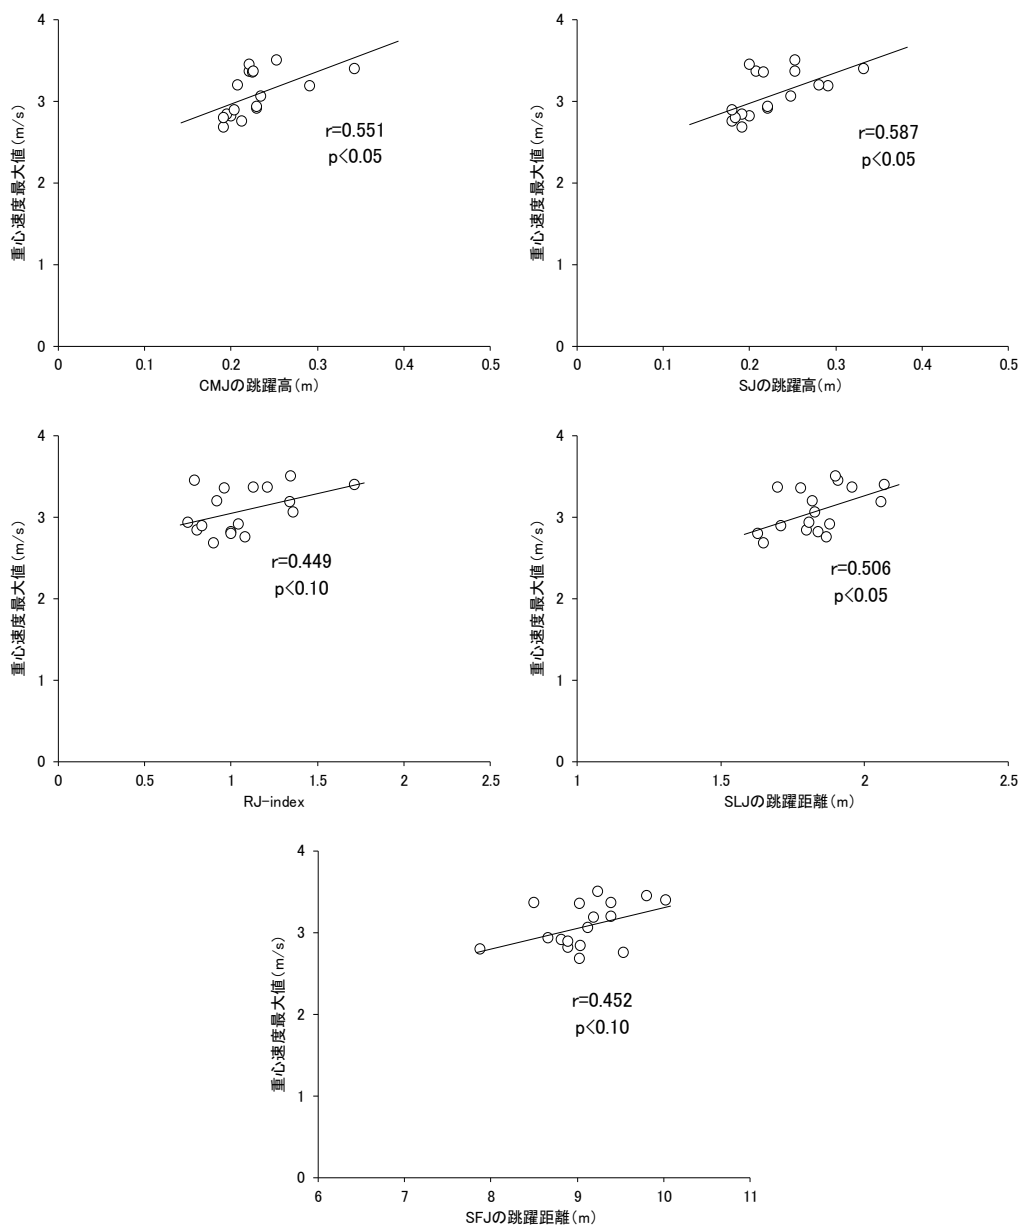 4
3
2
1
0
重心速度最大値(m/s)
r=0.551
p<0.05
0 0.1 0.2 0.3 0.4 0.5
CMJの跳躍高(m)
4
3
2
1
0
重心速度最大値(m/s)
r=0.587
p<0.05
0 0.1 0.2 0.3 0.4 0.5
SJの跳躍高(m)
4
3
2
1
0
重心速度最大値(m/s)
r=0.449
p<0.10
0 0.5 1 1.5 2 2.5
RJ-index
4
3
2
1
0
重心速度最大値(m/s)
r=0.506
p<0.05
1 1.5 2 2.5
SLJの跳躍距離(m)
4
3
2
1
0
重心速度最大値(m/s)
r=0.452
p<0.10
6 7 8 9 10 11
SFJの跳躍距離(m)